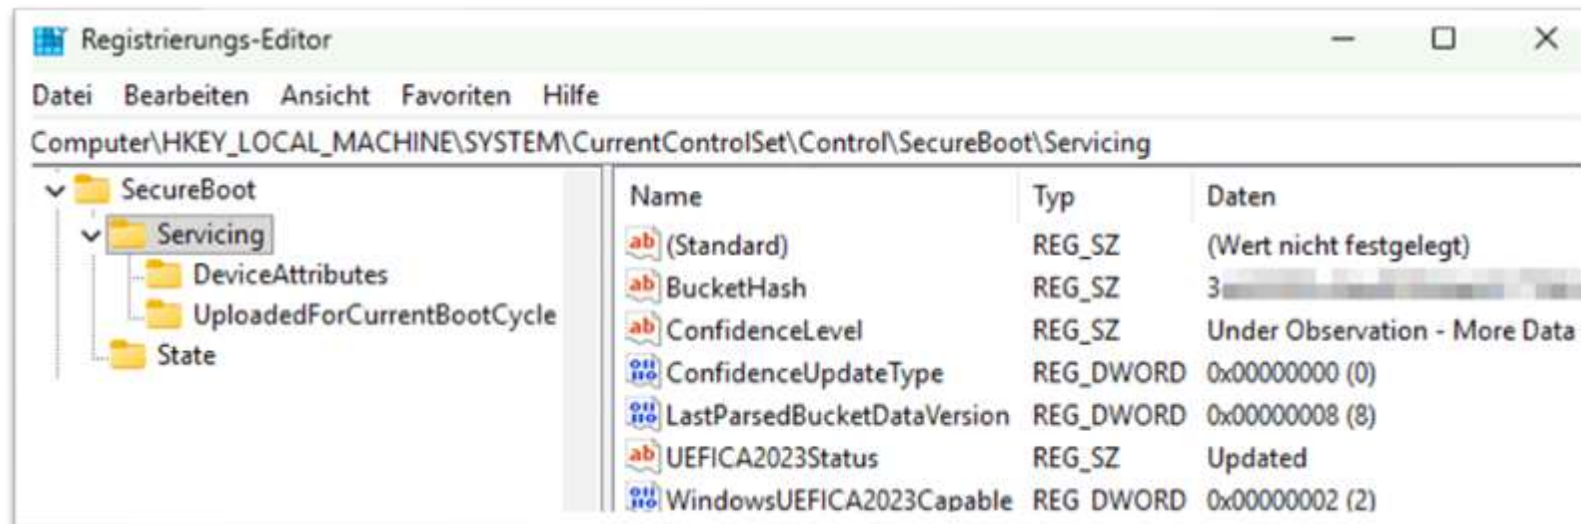 Registrierungs-Editor
Datei Bearbeiten Ansicht Favoriten Hilfe
Computer\HKEY_LOCAL_MACHINE\SYSTEM\CurrentControlSet\Control\SecureBoot\Servicing
SecureBoot
Servicing
DeviceAttributes
UploadedForCurrentBootCycle
State
Name Typ Daten
(Standard) REG_SZ (Wert nicht festgelegt)
BucketHash REG_SZ 3
ConfidenceLevel REG_SZ Under Observation - More Data
ConfidenceUpdateType REG_DWORD 0x00000000 (0)
LastParsedBucketDataVersion REG_DWORD 0x00000008 (8)
UEFICA2023Status REG_SZ Updated
WindowsUEFICA2023Capable REG_DWORD 0x00000002 (2)